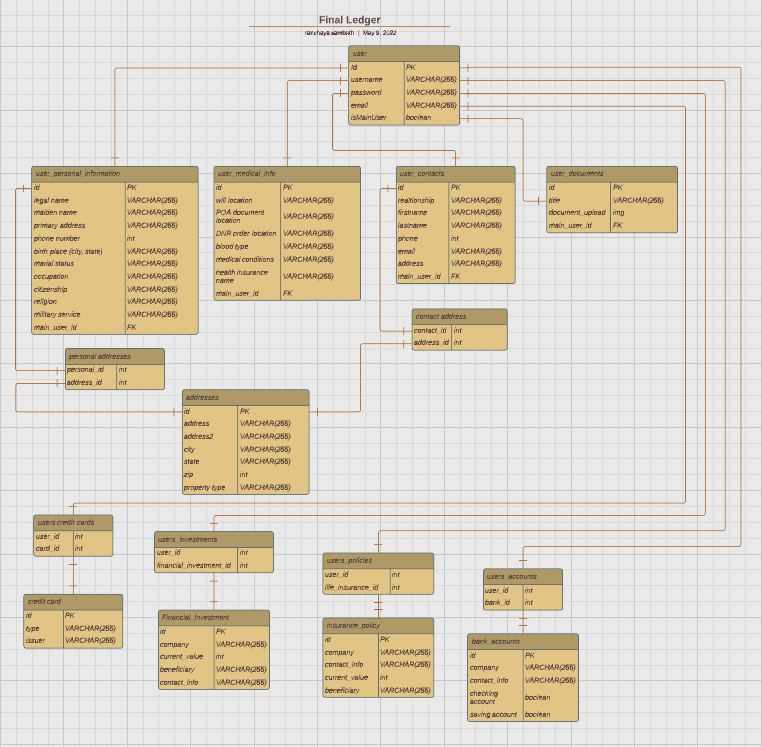 Final Ledger
ranchaya sambath | May 9, 2022
user
id PK
username VARCHAR(255)
password VARCHAR(255)
email VARCHAR(255)
isMainUser boolean
user_personal_information
id PK
legal name VARCHAR(255)
maiden name VARCHAR(255)
primary address VARCHAR(255)
phone number int
birth place (city, state) VARCHAR(255)
marial status VARCHAR(255)
occupation VARCHAR(255)
citizenship VARCHAR(255)
religion VARCHAR(255)
military service VARCHAR(255)
main_user_id FK
user_medical_info
id PK
will location VARCHAR(255)
POA document
location VARCHAR(255)
DNR order location VARCHAR(255)
blood type VARCHAR(255)
medical conditions VARCHAR(255)
health insurance
name VARCHAR(255)
main_user_id FK
user_contacts
id PK
realtionship VARCHAR(255)
firstname VARCHAR(255)
lastname VARCHAR(255)
phone int
email VARCHAR(255)
address VARCHAR(255)
main_user_id FK
user_documents
id PK
title VARCHAR(255)
document_upload img
main_user_id FK
contact address
contact_id int
address_id int
personal addresses
personal_id int
address_id int
addresses
id PK
address VARCHAR(255)
address2 VARCHAR(255)
city VARCHAR(255)
state VARCHAR(255)
zip int
property type VARCHAR(255)
users credit cards
user_id int
card_id int
users_investments
user_id int
financial_investment_id int
users_policies
user_id int
life_insurance_id int
users_accounts
user_id int
bank_id int
credit card
id PK
type VARCHAR(255)
issuer VARCHAR(255)
Financial_Investment
id PK
company VARCHAR(255)
current_value int
beneficiary VARCHAR(255)
contact_info VARCHAR(255)
insurance_policy
id PK
company VARCHAR(255)
contact_info VARCHAR(255)
current_value int
beneficiary VARCHAR(255)
bank_accounts
id PK
company VARCHAR(255)
contact_info VARCHAR(255)
checking
account boolean
saving account boolean